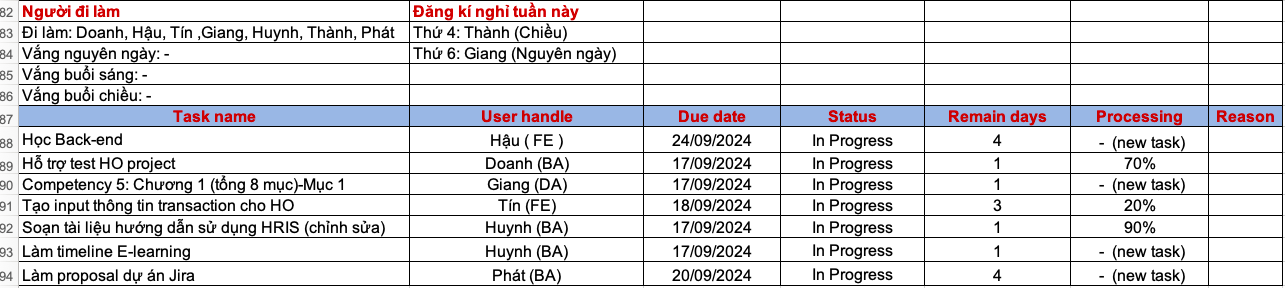 82 Người đi làm Đăng kí nghỉ tuần này
83 Đi làm: Doanh, Hậu, Tín ,Giang, Huynh, Thành, Phát Thứ 4: Thành (Chiều)
84 Vắng nguyên ngày: - Thứ 6: Giang (Nguyên ngày)
85 Vắng buổi sáng: -
86 Vắng buổi chiều: -
87 Task name User handle Due date Status Remain days Processing Reason
88 Học Back-end Hậu ( FE ) 24/09/2024 In Progress 4 - (new task)
89 Hỗ trợ test HO project Doanh (BA) 17/09/2024 In Progress 1 70%
90 Competency 5: Chương 1 (tổng 8 mục)-Mục 1 Giang (DA) 17/09/2024 In Progress 1 - (new task)
91 Tạo input thông tin transaction cho HO Tín (FE) 18/09/2024 In Progress 3 20%
92 Soạn tài liệu hướng dẫn sử dụng HRIS (chỉnh sửa) Huynh (BA) 17/09/2024 In Progress 1 90%
93 Làm timeline E-learning Huynh (BA) 17/09/2024 In Progress 1 - (new task)
94 Làm proposal dự án Jira Phát (BA) 20/09/2024 In Progress 4 - (new task)